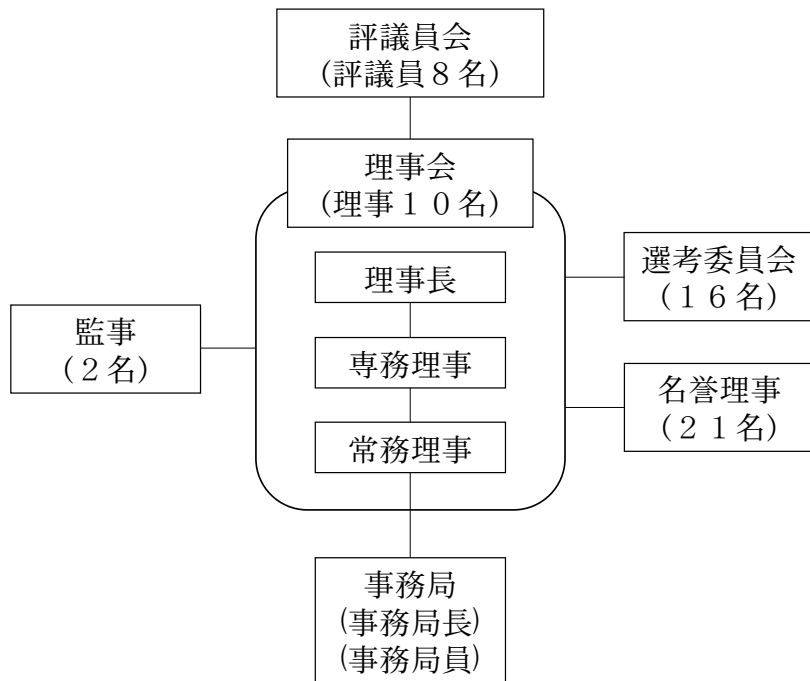 評議員会
(評議員８名)
理事会
(理事１０名)
理事長
専務理事
常務理事
監事
(２名)
選考委員会
(１６名)
名誉理事
(２１名)
事務局
(事務局長)
(事務局員)